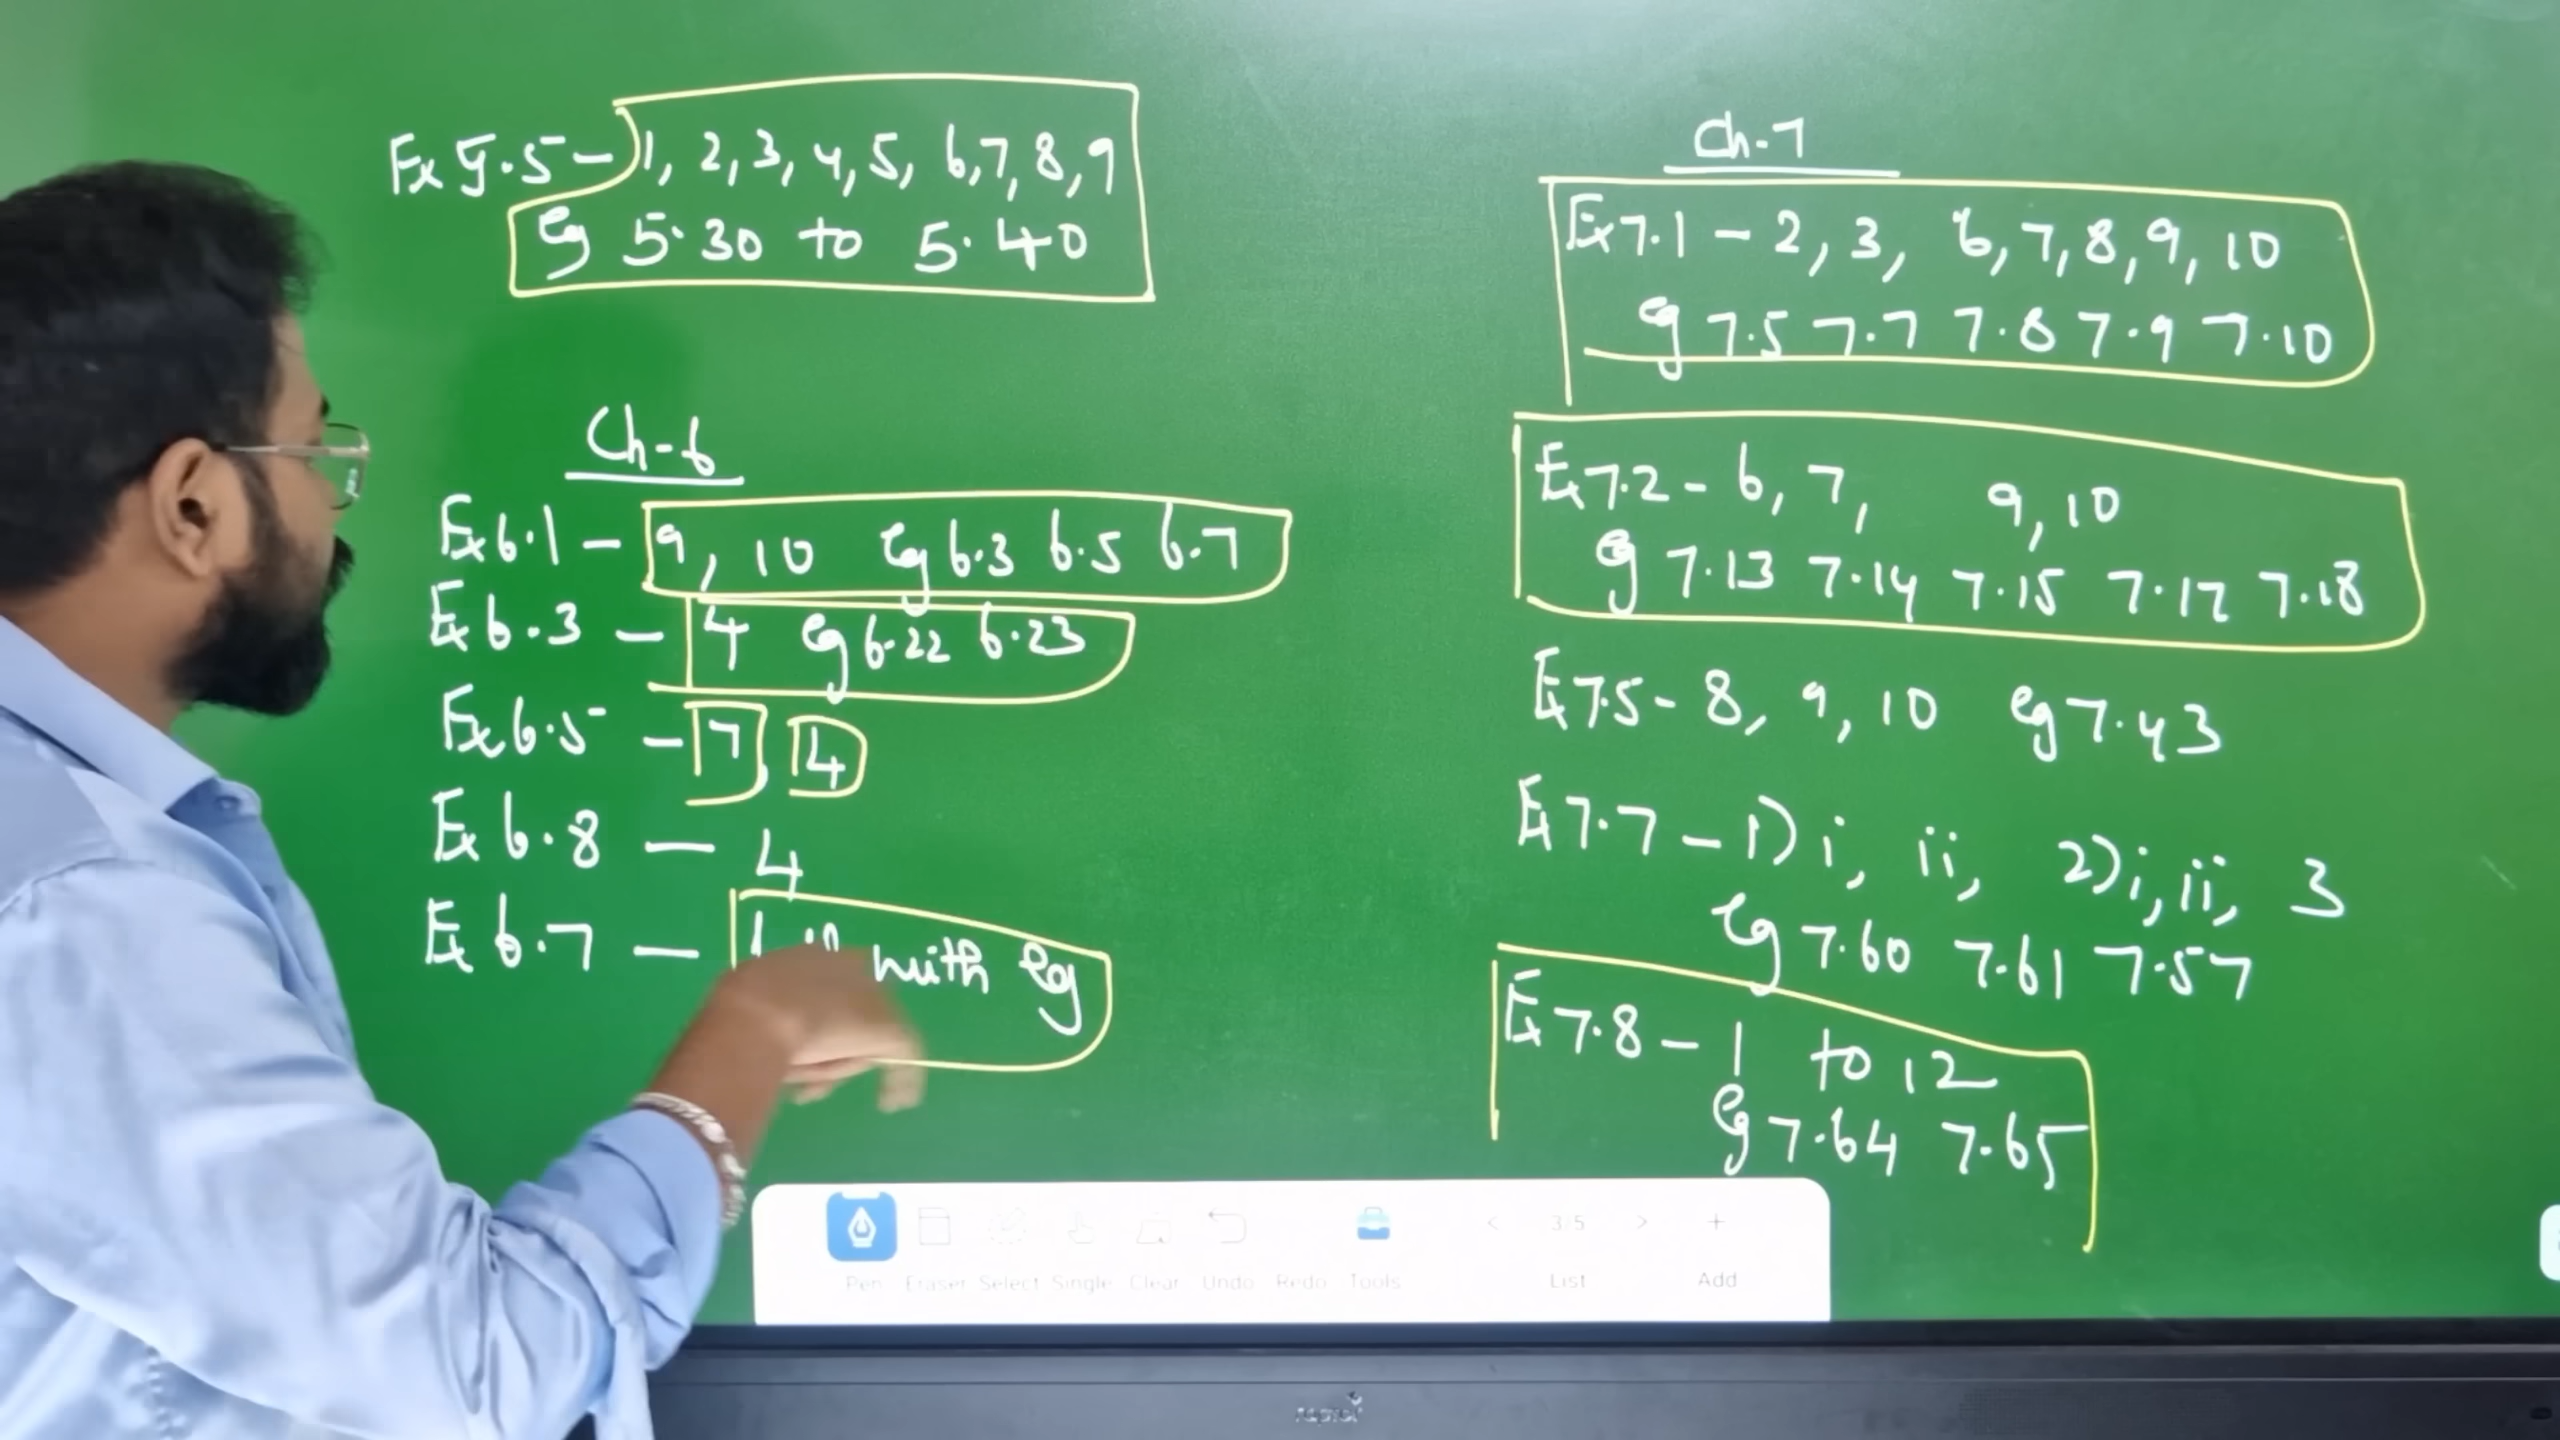 Ex 5.5 - 1, 2, 3, 4, 5, 6, 7, 8, 9
eg 5.30 to 5.40
Ch-6
Ex 6.1 - 9, 10 eg 6.3 6.5 6.7
Ex 6.3 - 4 eg 6.22 6.23
Ex 6.5 - 7, 4
Ex 6.8 - 4
Ex 6.7 - with eg
Ch-7
Ex 7.1 - 2, 3, 6, 7, 8, 9, 10
eg 7.5 7.7 7.8 7.9 7.10
Ex 7.2 - 6, 7, 9, 10
eg 7.13 7.14 7.15 7.17 7.18
Ex 7.5 - 8, 9, 10 eg 7.43
Ex 7.7 - 1) i, ii, 2) i, ii, 3
eg 7.60 7.61 7.57
Ex 7.8 - 1 to 12
eg 7.64 7.65
Pen Eraser Select Single Clear Undo Redo Tools < 3/5 > List + Add